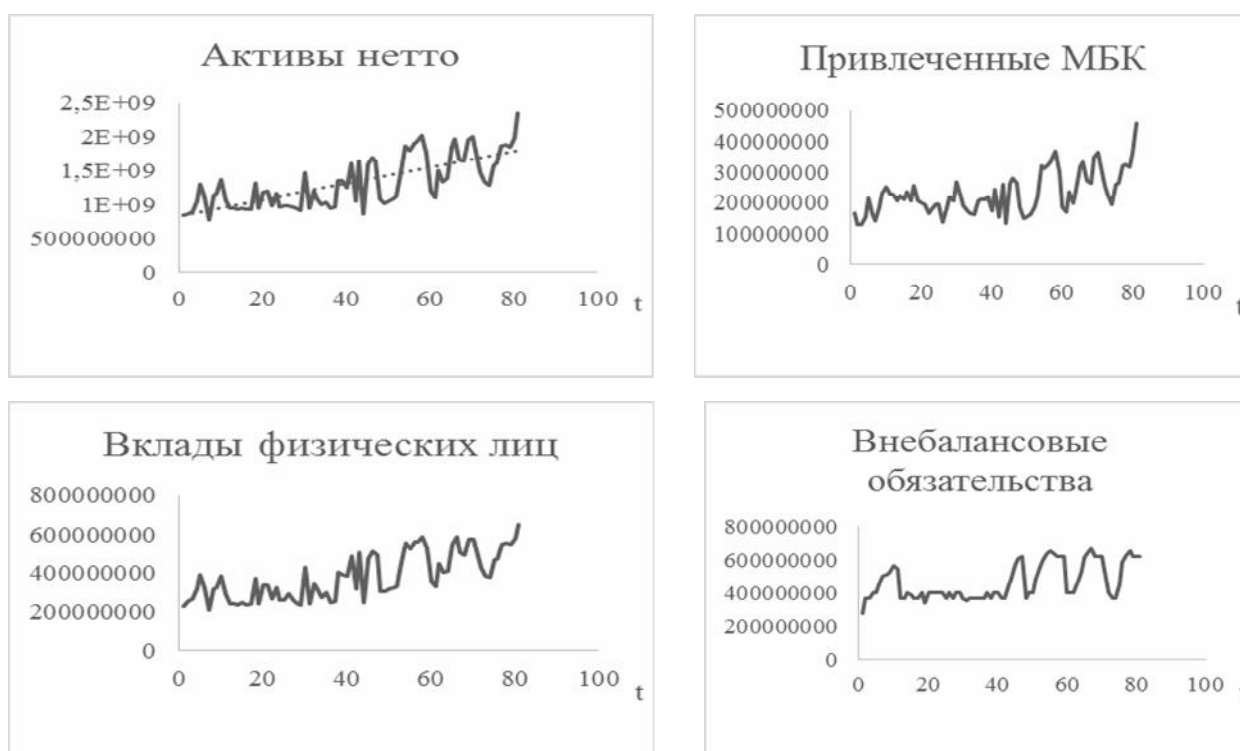 Активы нетто
2,5E+09
2E+09
1,5E+09
1E+09
500000000
0
0 20 40 60 80 100 t
Привлеченные МБК
500000000
400000000
300000000
200000000
100000000
0
0 20 40 60 80 100 t
Вклады физических лиц
800000000
600000000
400000000
200000000
0
0 20 40 60 80 100 t
Внебалансовые
обязательства
800000000
600000000
400000000
200000000
0
0 20 40 60 80 100